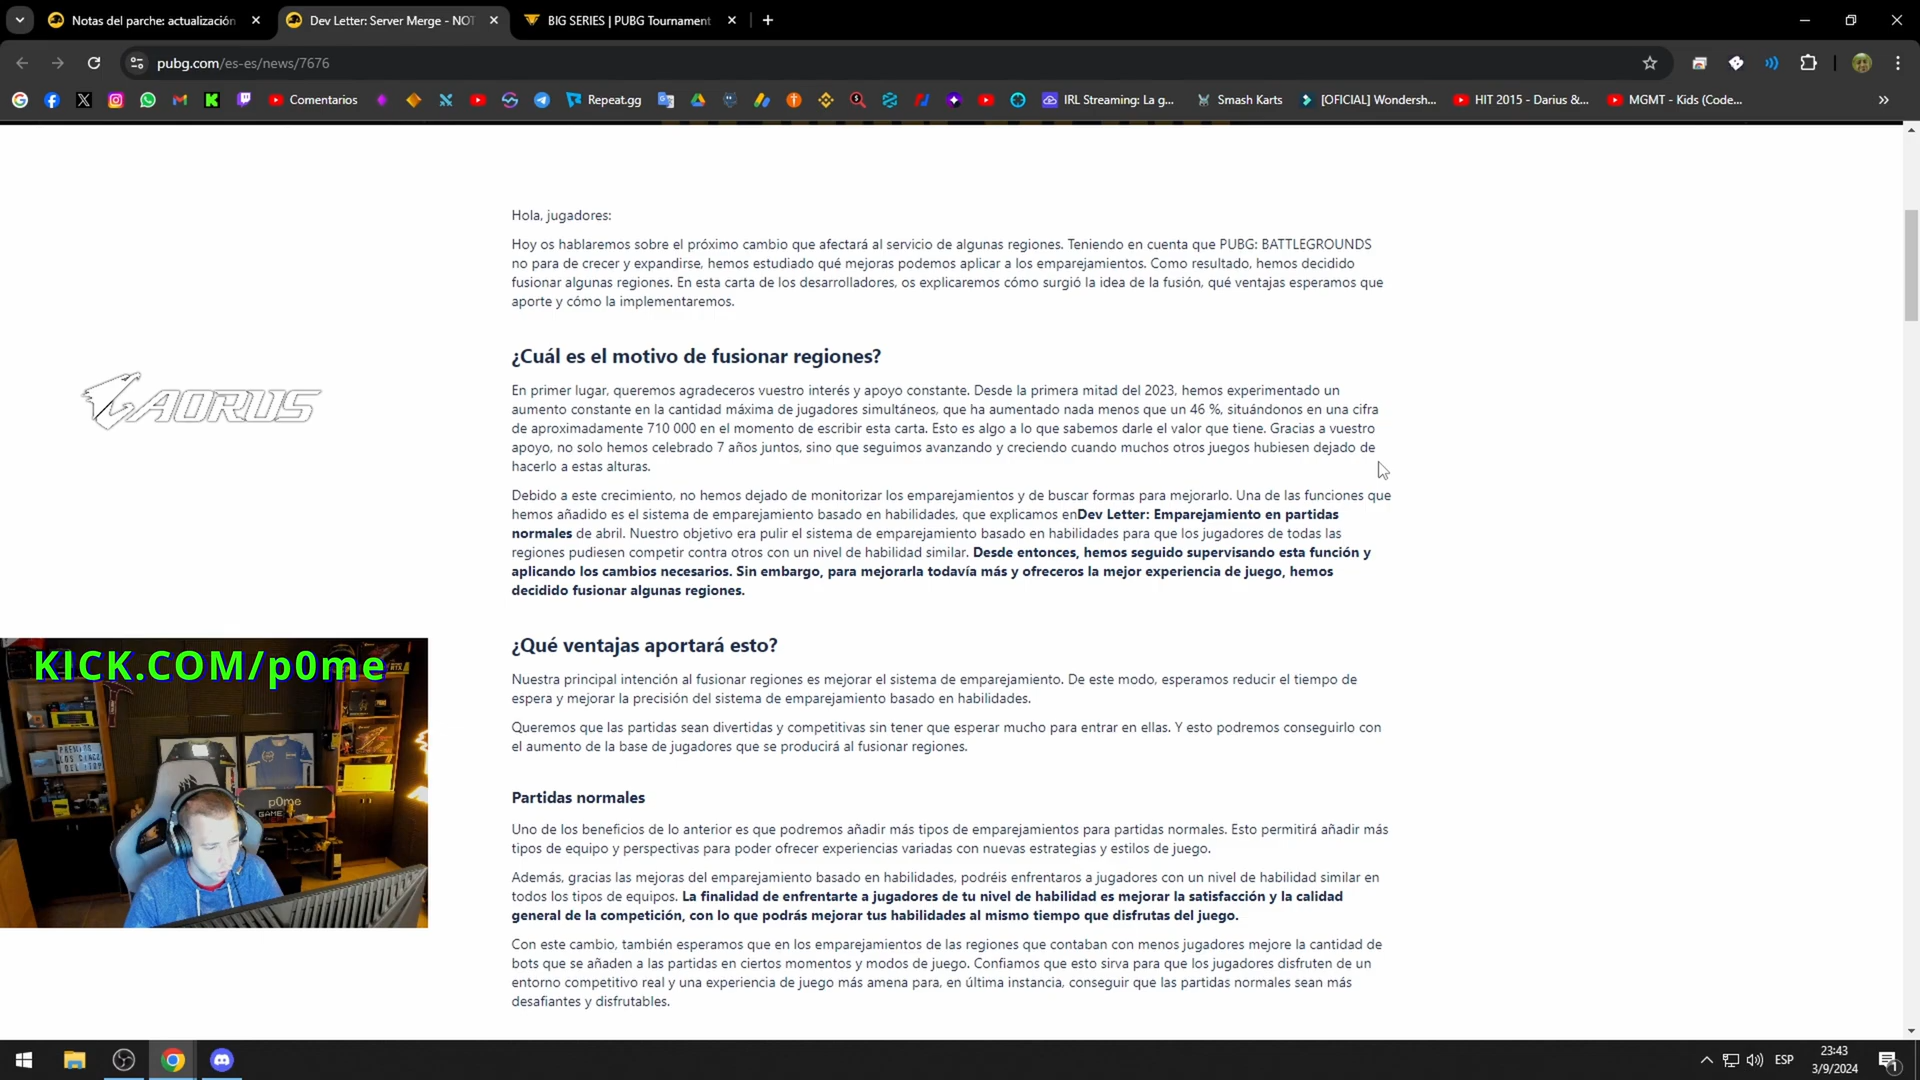 Notas del parche: actualización
Dev Letter: Server Merge - NOT
BIG SERIES | PUBG Tournament
pubg.com/es-es/news/7676
Comentarios
Repeat.gg
IRL Streaming: La g...
Smash Karts
[OFICIAL] Wondersh...
HIT 2015 - Darius &...
MGMT - Kids (Code...
Hola, jugadores:
Hoy os hablaremos sobre el próximo cambio que afectará al servicio de algunas regiones. Teniendo en cuenta que PUBG: BATTLEGROUNDS
no para de crecer y expandirse, hemos estudiado qué mejoras podemos aplicar a los emparejamientos. Como resultado, hemos decidido
fusionar algunas regiones. En esta carta de los desarrolladores, os explicaremos cómo surgió la idea de la fusión, qué ventajas esperamos que
aporte y cómo la implementaremos.
¿Cuál es el motivo de fusionar regiones?
En primer lugar, queremos agradeceros vuestro interés y apoyo constante. Desde la primera mitad del 2023, hemos experimentado un
aumento constante en la cantidad máxima de jugadores simultáneos, que ha aumentado nada menos que un 46 %, situándonos en una cifra
de aproximadamente 710 000 en el momento de escribir esta carta. Esto es algo a lo que sabemos darle el valor que tiene. Gracias a vuestro
apoyo, no solo hemos celebrado 7 años juntos, sino que seguimos avanzando y creciendo cuando muchos otros juegos hubiesen dejado de
hacerlo a estas alturas.
AORUS
Debido a este crecimiento, no hemos dejado de monitorizar los emparejamientos y de buscar formas para mejorarlo. Una de las funciones que
hemos añadido es el sistema de emparejamiento basado en habilidades, que explicamos enDev Letter: Emparejamiento en partidas
normales de abril. Nuestro objetivo era pulir el sistema de emparejamiento basado en habilidades para que los jugadores de todas las
regiones pudiesen competir contra otros con un nivel de habilidad similar. Desde entonces, hemos seguido supervisando esta función y
aplicando los cambios necesarios. Sin embargo, para mejorarla todavía más y ofreceros la mejor experiencia de juego, hemos
decidido fusionar algunas regiones.
¿Qué ventajas aportará esto?
Nuestra principal intención al fusionar regiones es mejorar el sistema de emparejamiento. De este modo, esperamos reducir el tiempo de
espera y mejorar la precisión del sistema de emparejamiento basado en habilidades.
Queremos que las partidas sean divertidas y competitivas sin tener que esperar mucho para entrar en ellas. Y esto podremos conseguirlo con
el aumento de la base de jugadores que se producirá al fusionar regiones.
KICK.COM/p0me
PREMIOS
p0me
GAME
Partidas normales
Uno de los beneficios de lo anterior es que podremos añadir más tipos de emparejamientos para partidas normales. Esto permitirá añadir más
tipos de equipo y perspectivas para poder ofrecer experiencias variadas con nuevas estrategias y estilos de juego.
Además, gracias las mejoras del emparejamiento basado en habilidades, podréis enfrentaros a jugadores con un nivel de habilidad similar en
todos los tipos de equipos. La finalidad de enfrentarte a jugadores de tu nivel de habilidad es mejorar la satisfacción y la calidad
general de la competición, con lo que podrás mejorar tus habilidades al mismo tiempo que disfrutas del juego.
Con este cambio, también esperamos que en los emparejamientos de las regiones que contaban con menos jugadores mejore la cantidad de
bots que se añaden a las partidas en ciertos momentos y modos de juego. Confiamos que esto sirva para que los jugadores disfruten de un
entorno competitivo real y una experiencia de juego más amena para, en última instancia, conseguir que las partidas normales sean más
desafiantes y disfrutables.
ESP
23:43
3/9/2024
1